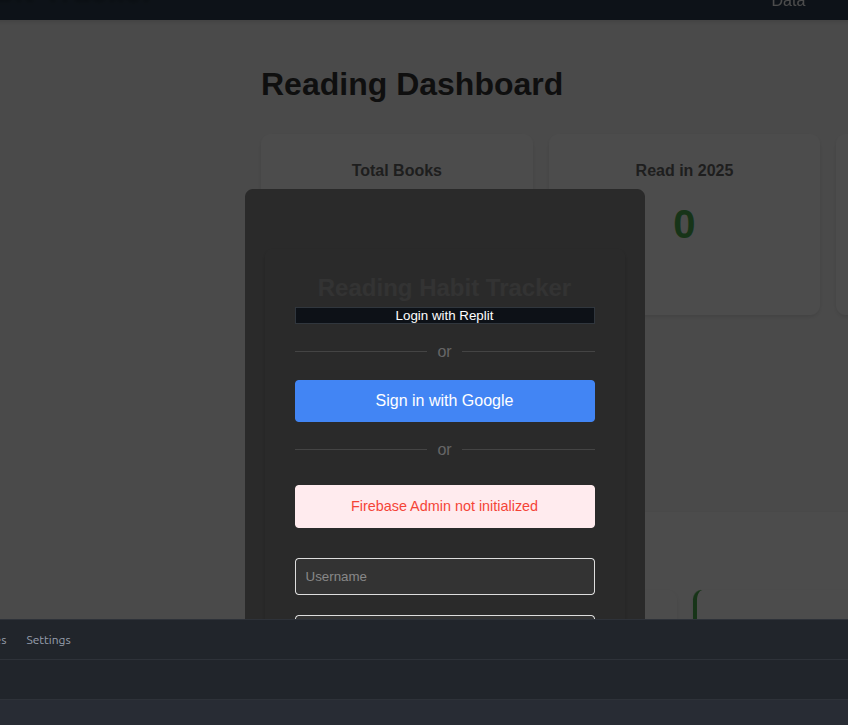 Data
Reading Dashboard
Total Books
Read in 2025
0
Reading Habit Tracker
Login with Replit
or
Sign in with Google
or
Firebase Admin not initialized
Username
Settings